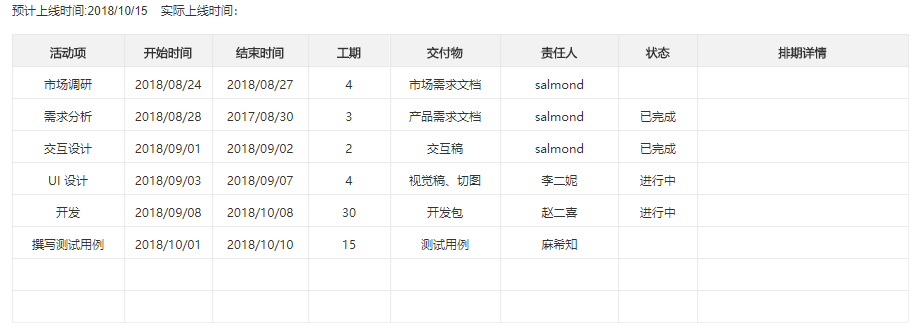 预计上线时间:2018/10/15 实际上线时间：
活动项 开始时间 结束时间 工期 交付物 责任人 状态 排期详情
市场调研 2018/08/24 2018/08/27 4 市场需求文档 salmond
需求分析 2018/08/28 2017/08/30 3 产品需求文档 salmond 已完成
交互设计 2018/09/01 2018/09/02 2 交互稿 salmond 已完成
UI 设计 2018/09/03 2018/09/07 4 视觉稿、切图 李二妮 进行中
开发 2018/09/08 2018/10/08 30 开发包 赵二喜 进行中
撰写测试用例 2018/10/01 2018/10/10 15 测试用例 麻希知